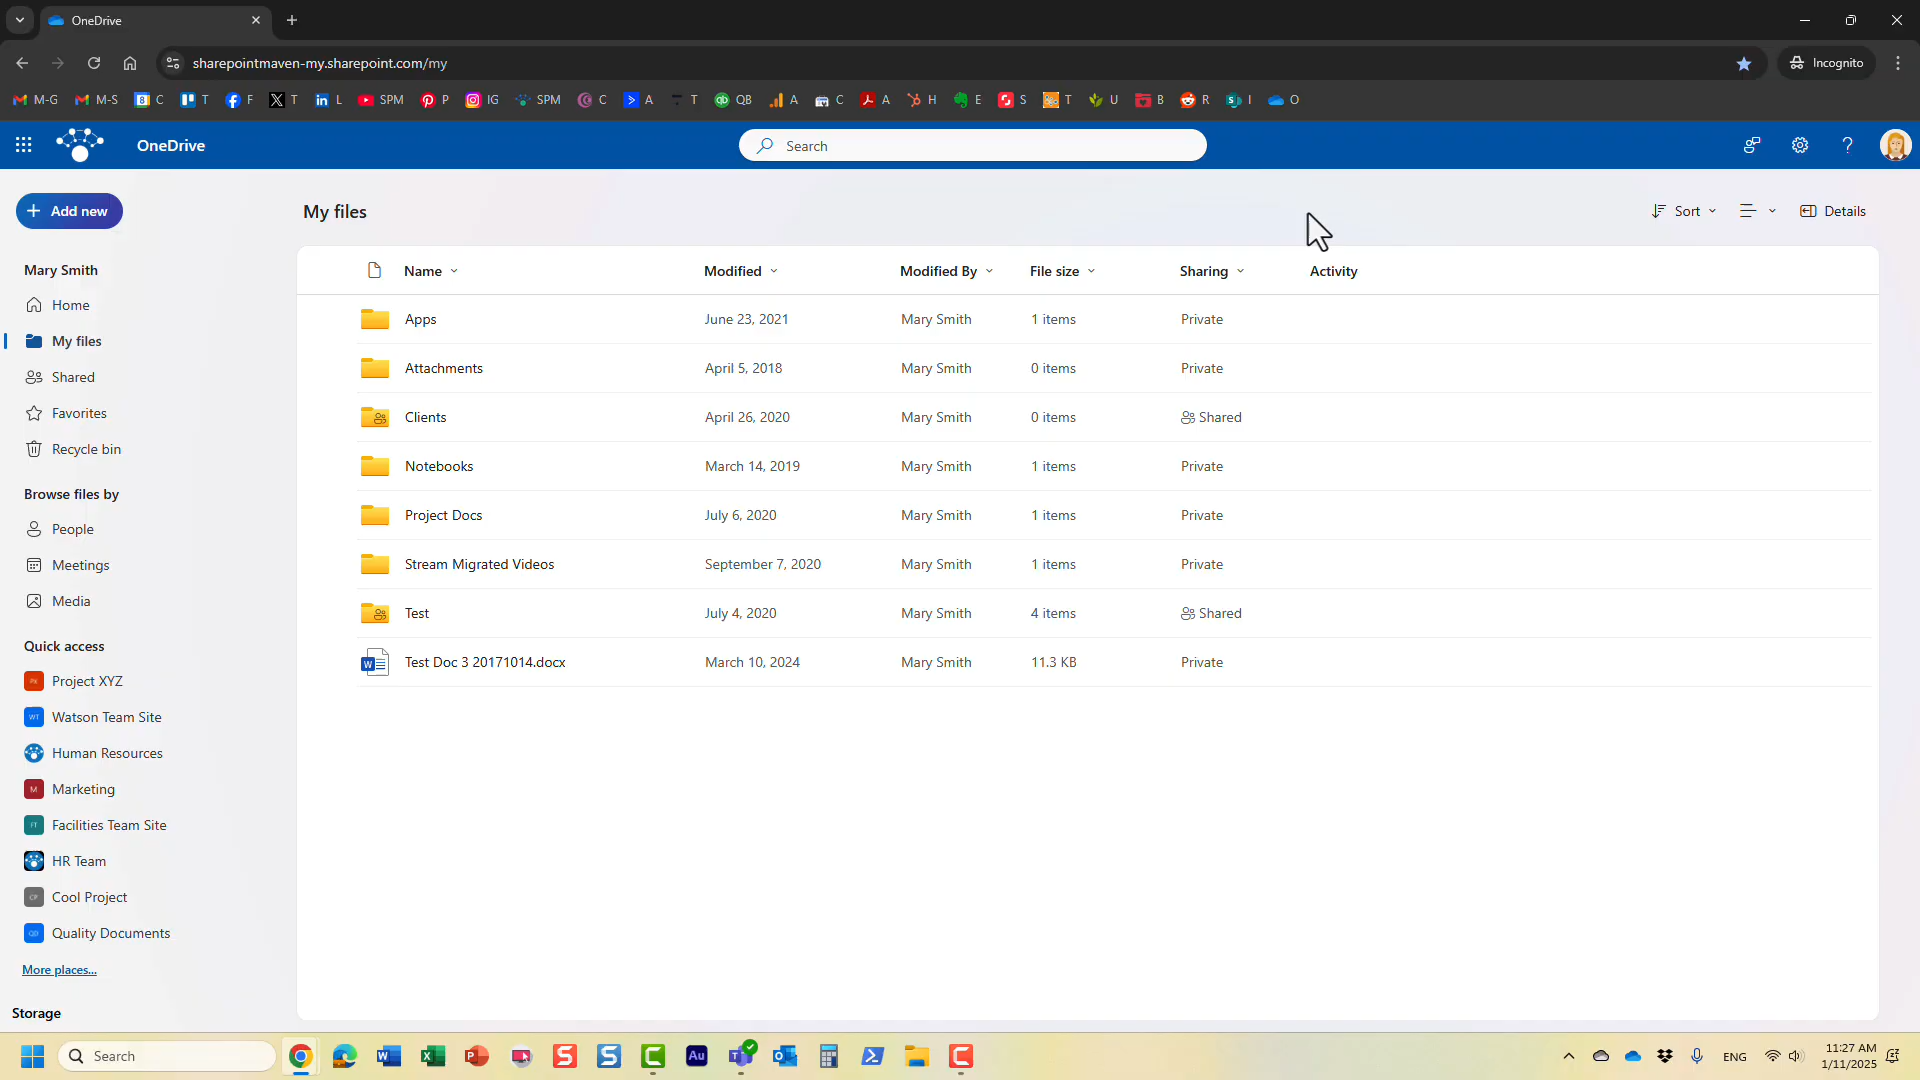 OneDrive
sharepointmaven-my.sharepoint.com/my
Incognito
M-G M-S C T F T L SPM P IG SPM C A T QB A C A H E S T U B R I O
OneDrive
Search
Add new
My files
Sort
Details
Mary Smith
Home
My files
Shared
Favorites
Recycle bin
Browse files by
People
Meetings
Media
Quick access
Project XYZ
WT Watson Team Site
Human Resources
M Marketing
FT Facilities Team Site
HR Team
CP Cool Project
QD Quality Documents
More places...
Storage
Name Modified Modified By File size Sharing Activity
Apps June 23, 2021 Mary Smith 1 items Private
Attachments April 5, 2018 Mary Smith 0 items Private
Clients April 26, 2020 Mary Smith 0 items Shared
Notebooks March 14, 2019 Mary Smith 1 items Private
Project Docs July 6, 2020 Mary Smith 1 items Private
Stream Migrated Videos September 7, 2020 Mary Smith 1 items Private
Test July 4, 2020 Mary Smith 4 items Shared
Test Doc 3 20171014.docx March 10, 2024 Mary Smith 11.3 KB Private
Search
ENG
11:27 AM
1/11/2025